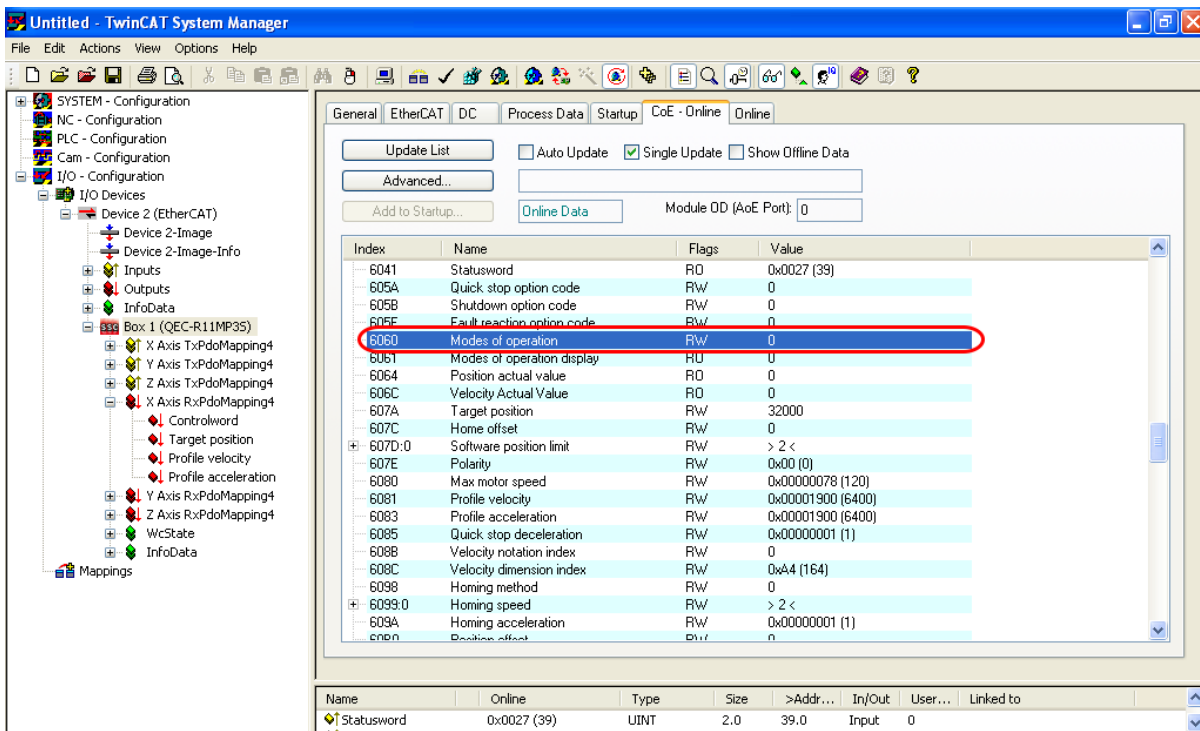 Untitled - TwinCAT System Manager
File Edit Actions View Options Help
SYSTEM - Configuration
NC - Configuration
PLC - Configuration
Cam - Configuration
I/O - Configuration
I/O Devices
Device 2 (EtherCAT)
Device 2-Image
Device 2-Image-Info
Inputs
Outputs
InfoData
Box 1 (QEC-R11MP3S)
X Axis TxPdoMapping4
Y Axis TxPdoMapping4
Z Axis TxPdoMapping4
X Axis RxPdoMapping4
Controlword
Target position
Profile velocity
Profile acceleration
Y Axis RxPdoMapping4
Z Axis RxPdoMapping4
WcState
InfoData
Mappings
General EtherCAT DC Process Data Startup CoE - Online Online
Update List Auto Update Single Update Show Offline Data
Advanced...
Add to Startup... Online Data Module OD (AoE Port): 0
Index Name Flags Value
6041 Statusword RO 0x0027 (39)
605A Quick stop option code RW 0
605B Shutdown option code RW 0
605E Fault reaction option code RW 0
6060 Modes of operation RW 0
6061 Modes of operation display RO 0
6064 Position actual value RO 0
606C Velocity Actual Value RO 0
607A Target position RW 32000
607C Home offset RW 0
607D:0 Software position limit RW > 2 <
607E Polarity RW 0x00 (0)
6080 Max motor speed RW 0x00000078 (120)
6081 Profile velocity RW 0x00001900 (6400)
6083 Profile acceleration RW 0x00001900 (6400)
6085 Quick stop deceleration RW 0x00000001 (1)
608B Velocity notation index RW 0
608C Velocity dimension index RW 0xA4 (164)
6098 Homing method RW 0
6099:0 Homing speed RW > 2 <
609A Homing acceleration RW 0x00000001 (1)
60B0 Position offset RW 0
Name Online Type Size >Addr... In/Out User... Linked to
Statusword 0x0027 (39) UINT 2.0 39.0 Input 0